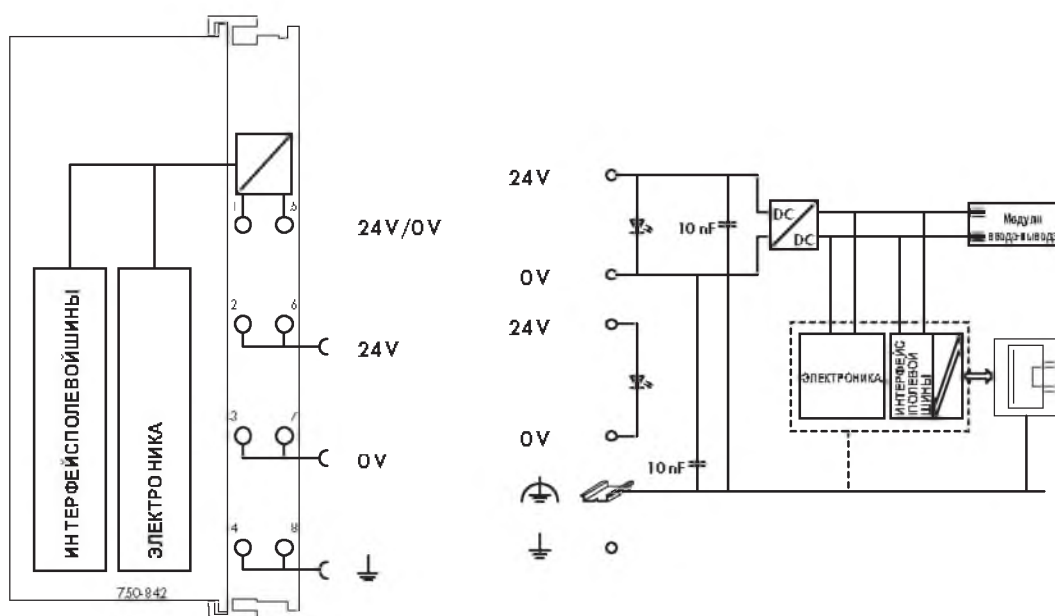 1 5
24V/0V
2 6
24V
3 7
0V
4 8
ИНТЕРФЕЙСПОЛЕВОЙШИНЫ
ЭЛЕКТРОНИКА
750-842
24V
10 nF
DC
DC
Модули
ввода-вывода
0V
24V
ЭЛЕКТРОНИКА
ИНТЕРФЕЙС
ПОЛЕВОЙ
ШИНЫ
0V
10 nF